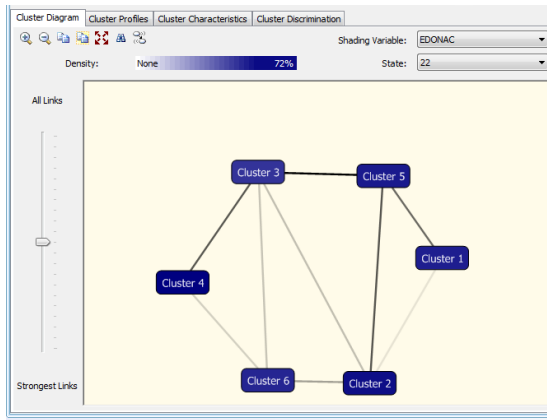 Cluster Diagram Cluster Profiles Cluster Characteristics Cluster Discrimination
Shading Variable: EDONAC
Density: None 72% State: 22
All Links
Cluster 3
Cluster 5
Cluster 1
Cluster 4
Cluster 6
Cluster 2
Strongest Links